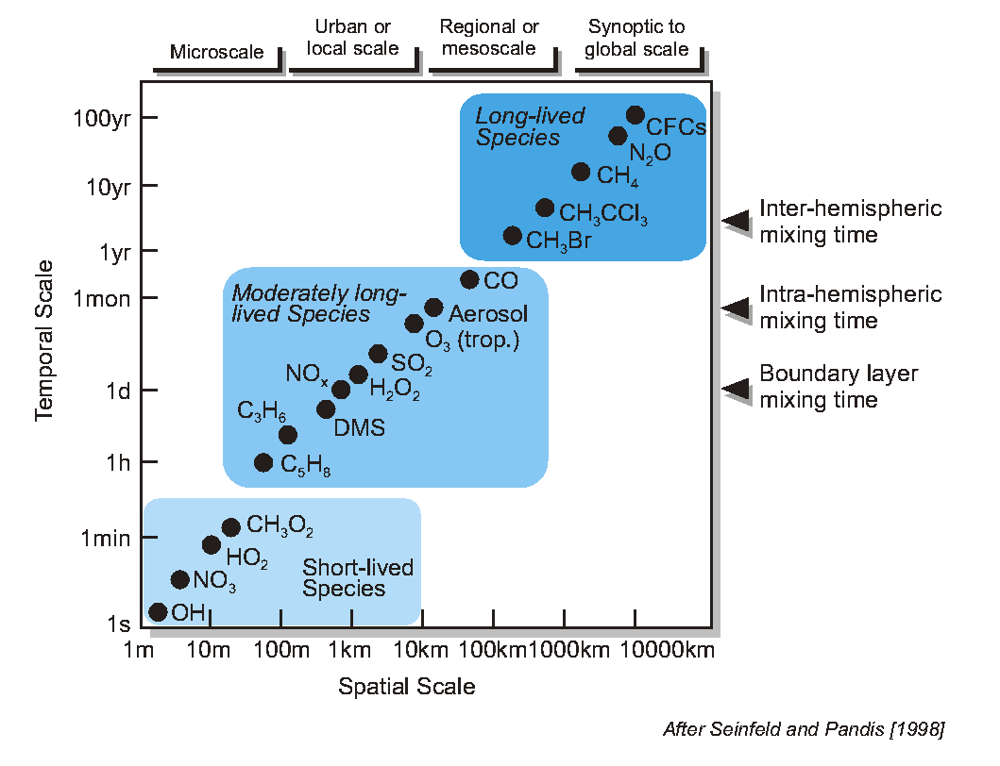 Microscale
Urban or
local scale
Regional or
mesoscale
Synoptic to
global scale
Temporal Scale
100yr
10yr
1yr
1mon
1d
1h
1min
1s
Long-lived
Species
CFCs
N₂O
CH₄
CH₃CCl₃
CH₃Br
Moderately long-
lived Species
CO
Aerosol
O₃ (trop.)
SO₂
NOₓ
H₂O₂
C₃H₆
DMS
C₅H₈
CH₃O₂
HO₂
Short-lived
Species
NO₃
OH
Inter-hemispheric
mixing time
Intra-hemispheric
mixing time
Boundary layer
mixing time
1m 10m 100m 1km 10km 100km 1000km 10000km
Spatial Scale
After Seinfeld and Pandis [1998]